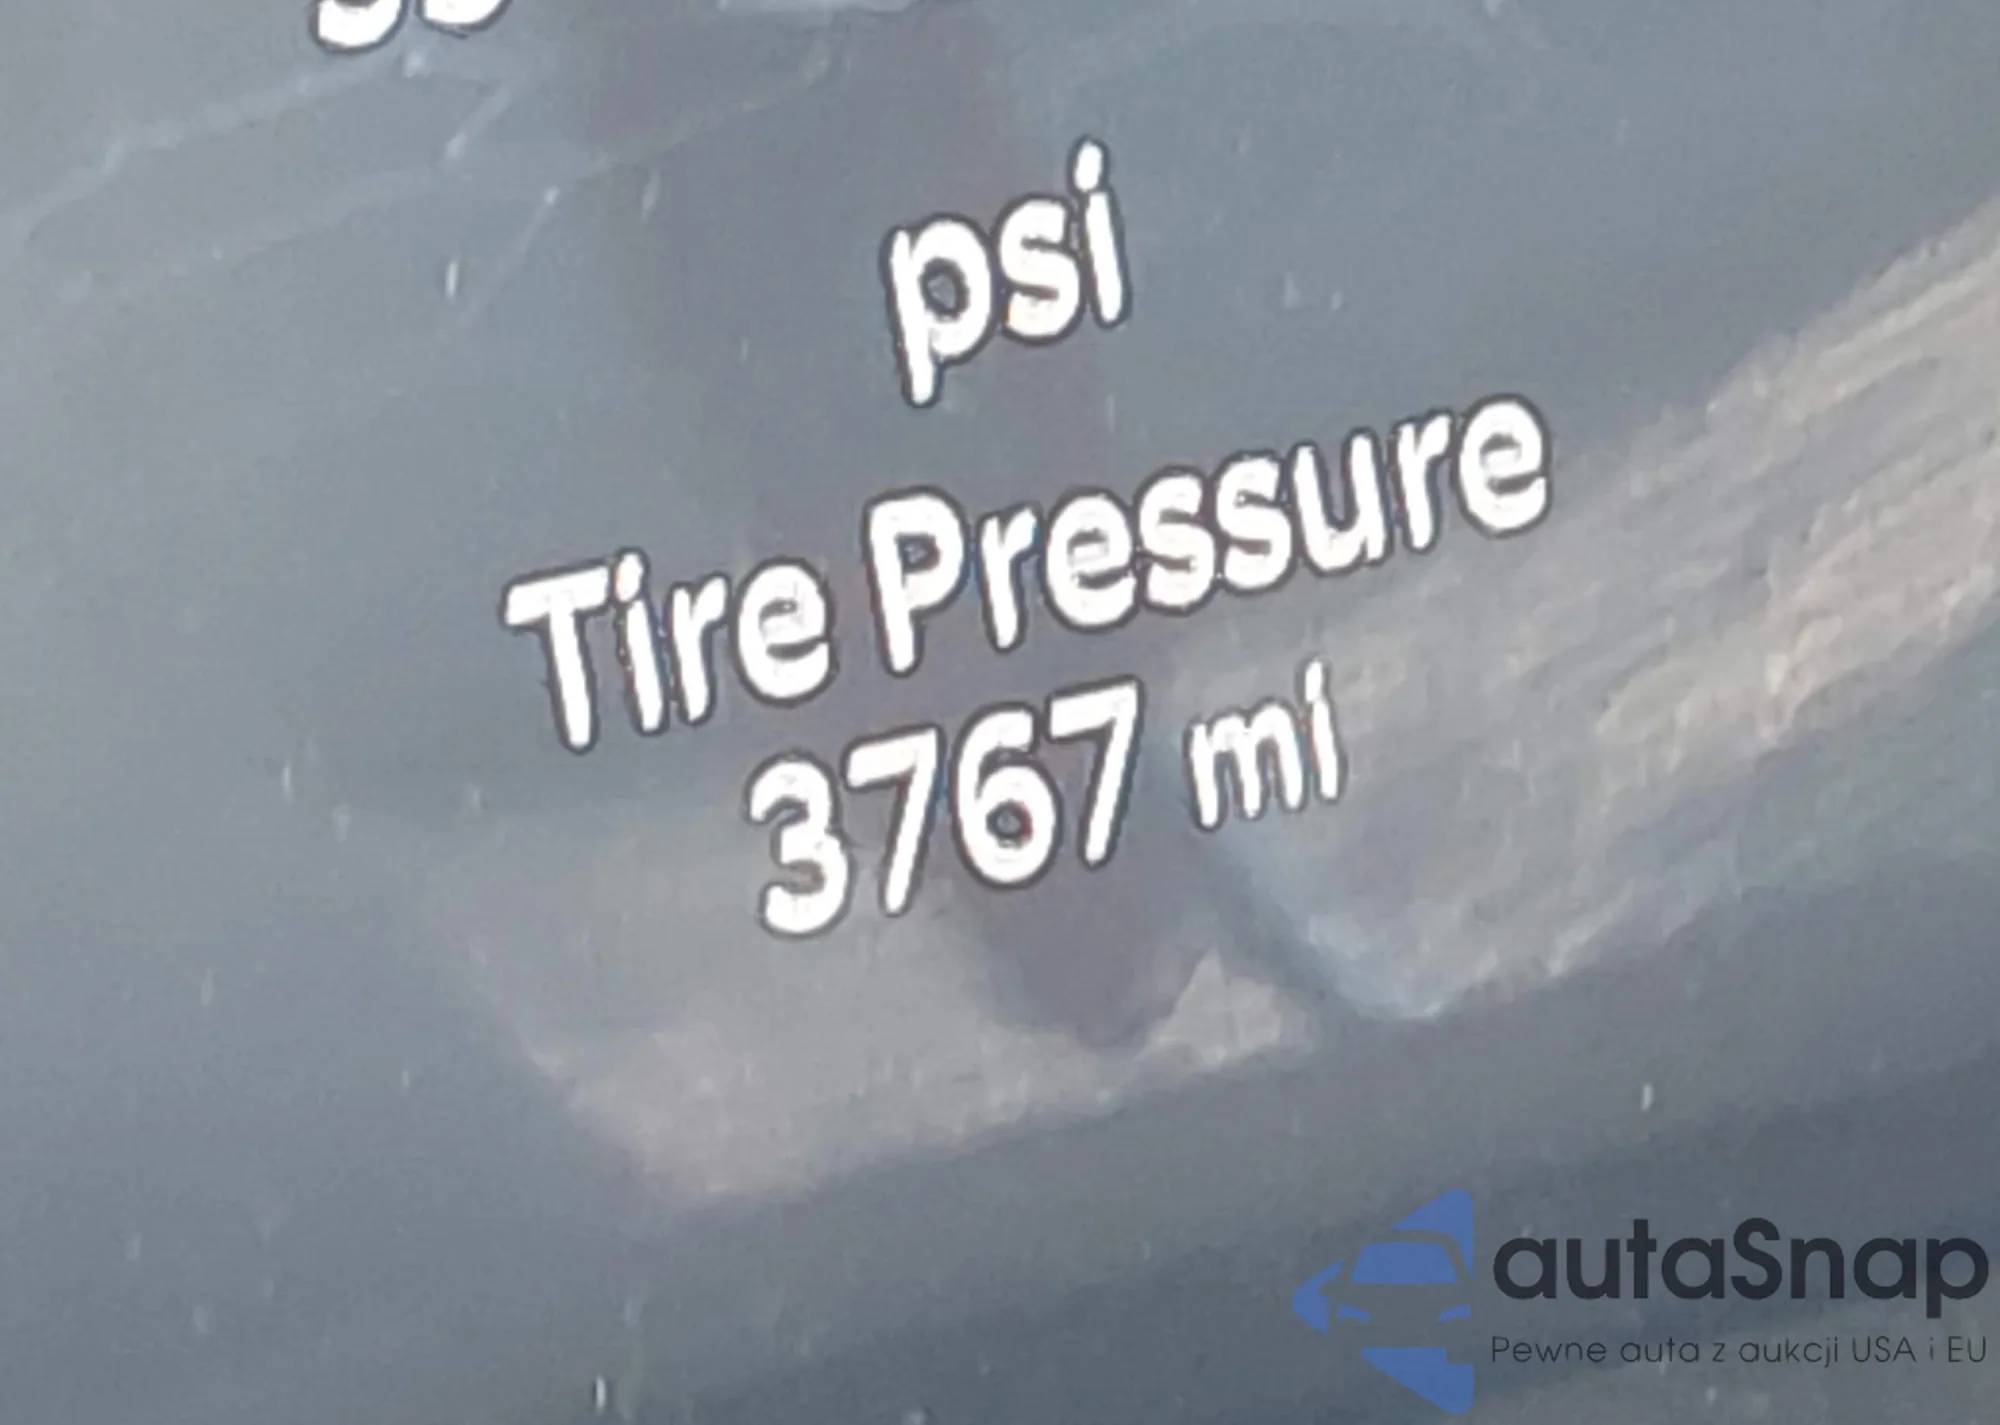 psi
Tire Pressure
3767 mi
autaSnap
Pewne auta z aukcji USA i EU